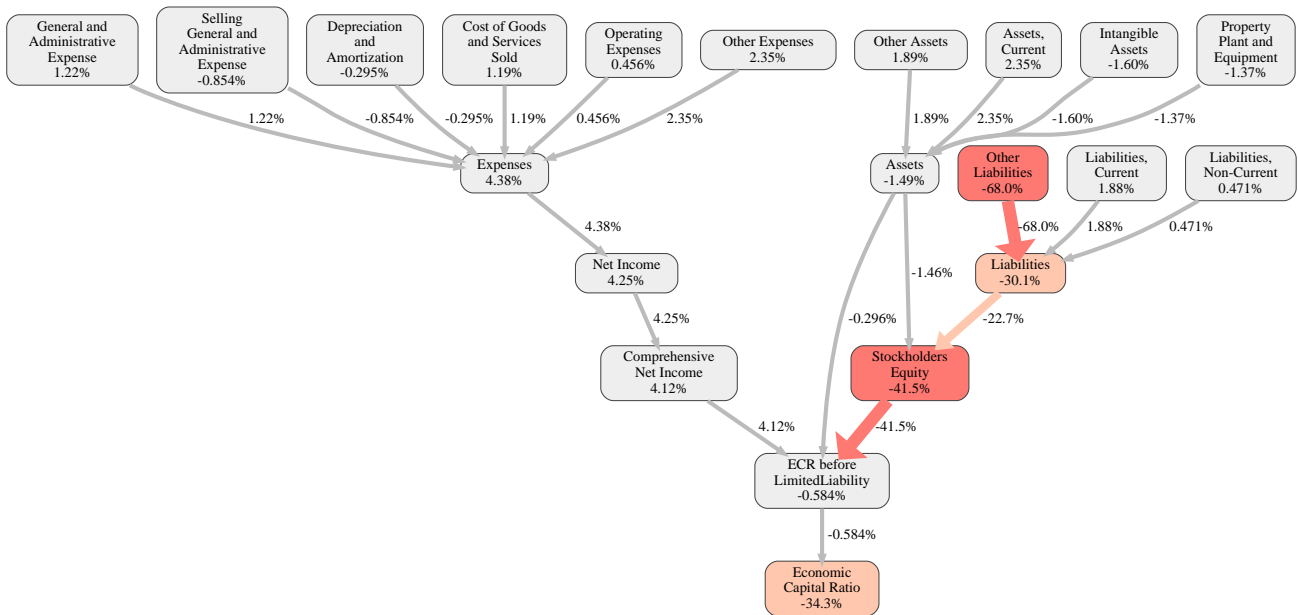 General and
Administrative
Expense
1.22%
Selling
General and
Administrative
Expense
-0.854%
Depreciation
and
Amortization
-0.295%
Cost of Goods
and Services
Sold
1.19%
Operating
Expenses
0.456%
Other Expenses
2.35%
Other Assets
1.89%
Assets,
Current
2.35%
Intangible
Assets
-1.60%
Property
Plant and
Equipment
-1.37%
1.22%
-0.854%
-0.295%
1.19%
0.456%
2.35%
1.89%
2.35%
-1.60%
-1.37%
Expenses
4.38%
Assets
-1.49%
Other
Liabilities
-68.0%
Liabilities,
Current
1.88%
Liabilities,
Non-Current
0.471%
4.38%
-68.0%
1.88%
0.471%
Net Income
4.25%
-1.46%
Liabilities
-30.1%
4.25%
-0.296%
-22.7%
Comprehensive
Net Income
4.12%
Stockholders
Equity
-41.5%
4.12%
-41.5%
ECR before
LimitedLiability
-0.584%
-0.584%
Economic
Capital Ratio
-34.3%